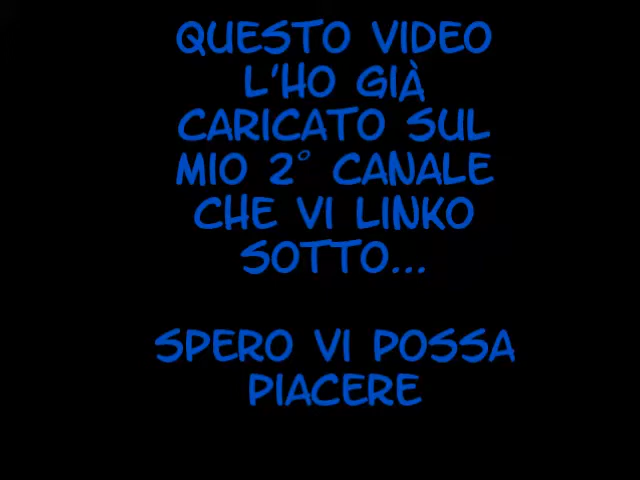 QUESTO VIDEO
L'HO GIÀ
CARICATO SUL
MIO 2° CANALE
CHE VI LINKO
SOTTO...
SPERO VI POSSA
PIACERE